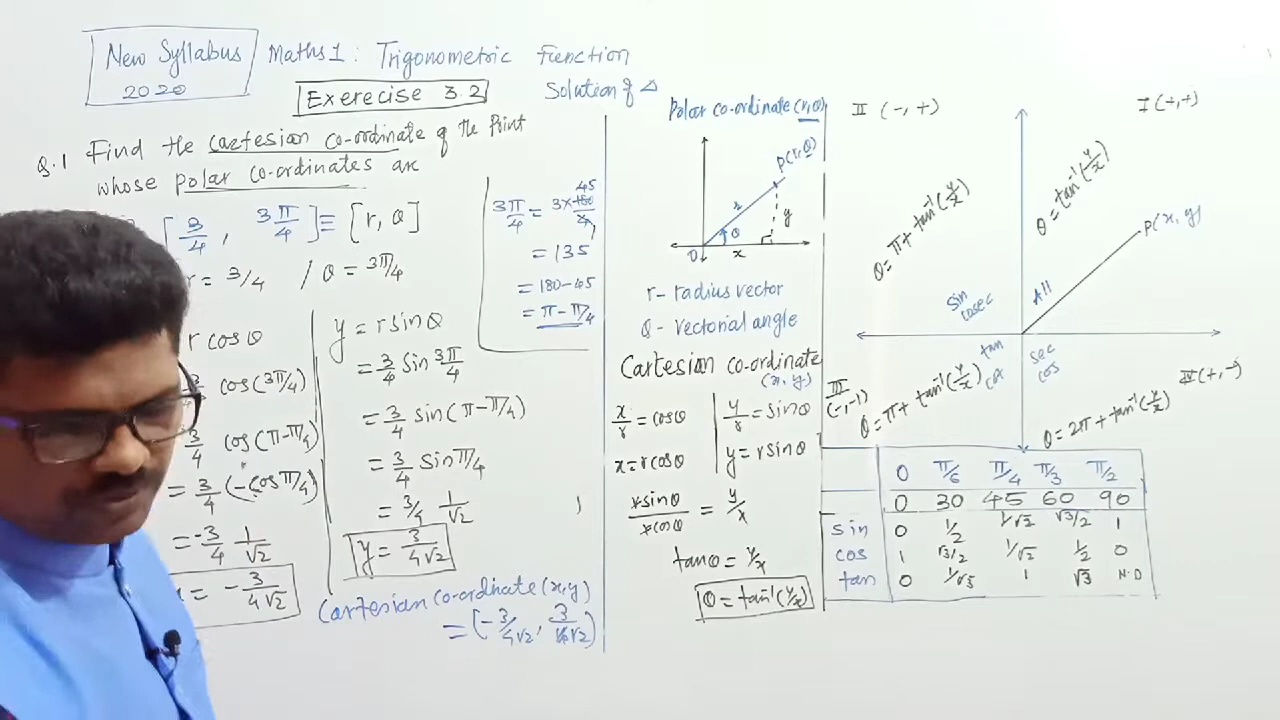 New Syllabus
2020
Maths 1 : Trigonometric Function
Solution of Δ
Exercise 3.2
Q.1 Find the Cartesian co-ordinate of the Point
whose polar co-ordinates are
[3/4, 3π/4] ≡ [r, θ]
r = 3/4 / θ = 3π/4
r cos θ
3/4 cos(3π/4)
3/4 cos(π-π/4)
= 3/4 (-cos π/4)
= -3/4 1/√2
= -3/4√2
y = r sin θ
= 3/4 sin 3π/4
= 3/4 sin(π-π/4)
= 3/4 sin π/4
= 3/4 1/√2
y = 3/4√2
Cartesian co-ordinate (x,y)
= (-3/4√2, 3/4√2)
45
3π/4 = 3×180/4
= 135
= 180-45
= π-π/4
Polar co-ordinate (r,θ)
P(r,θ)
r
y
θ
O
x
r - radius vector
θ - vectorial angle
Cartesian co-ordinate
(x, y)
x/r = cos θ
x = r cos θ
y/r = sin θ
y = r sin θ
r sin θ / r cos θ = y/x
tan θ = y/x
θ = tan⁻¹(y/x)
II (-, +)
I (+,+)
θ = π + tan⁻¹(y/x)
θ = tan⁻¹(y/x)
P(x, y)
sin
cosec
All
tan
cot
sec
cos
III
(-,-)
θ = π + tan⁻¹(y/x)
IV (+,-)
θ = 2π + tan⁻¹(y/x)
0 π/6 π/4 π/3 π/2
0 30 45 60 90
sin 0 1/2 1/√2 √3/2 1
cos 1 √3/2 1/√2 1/2 0
tan 0 1/√3 1 √3 N.D